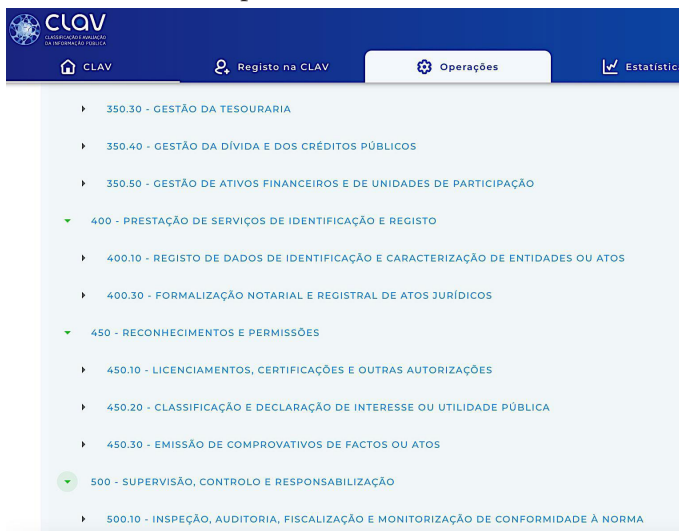 CLAV
CLASSIFICAÇÃO E AVALIAÇÃO
DA INFORMAÇÃO PÚBLICA
CLAV
Registo na CLAV
Operações
350.30 - GESTÃO DA TESOURARIA
350.40 - GESTÃO DA DÍVIDA E DOS CRÉDITOS PÚBLICOS
350.50 - GESTÃO DE ATIVOS FINANCEIROS E DE UNIDADES DE PARTICIPAÇÃO
400 - PRESTAÇÃO DE SERVIÇOS DE IDENTIFICAÇÃO E REGISTO
400.10 - REGISTO DE DADOS DE IDENTIFICAÇÃO E CARACTERIZAÇÃO DE ENTIDADES OU ATOS
400.30 - FORMALIZAÇÃO NOTARIAL E REGISTRAL DE ATOS JURÍDICOS
450 - RECONHECIMENTOS E PERMISSÕES
450.10 - LICENCIAMENTOS, CERTIFICAÇÕES E OUTRAS AUTORIZAÇÕES
450.20 - CLASSIFICAÇÃO E DECLARAÇÃO DE INTERESSE OU UTILIDADE PÚBLICA
450.30 - EMISSÃO DE COMPROVATIVOS DE FACTOS OU ATOS
500 - SUPERVISÃO, CONTROLO E RESPONSABILIZAÇÃO
500.10 - INSPEÇÃO, AUDITORIA, FISCALIZAÇÃO E MONITORIZAÇÃO DE CONFORMIDADE À NORMA